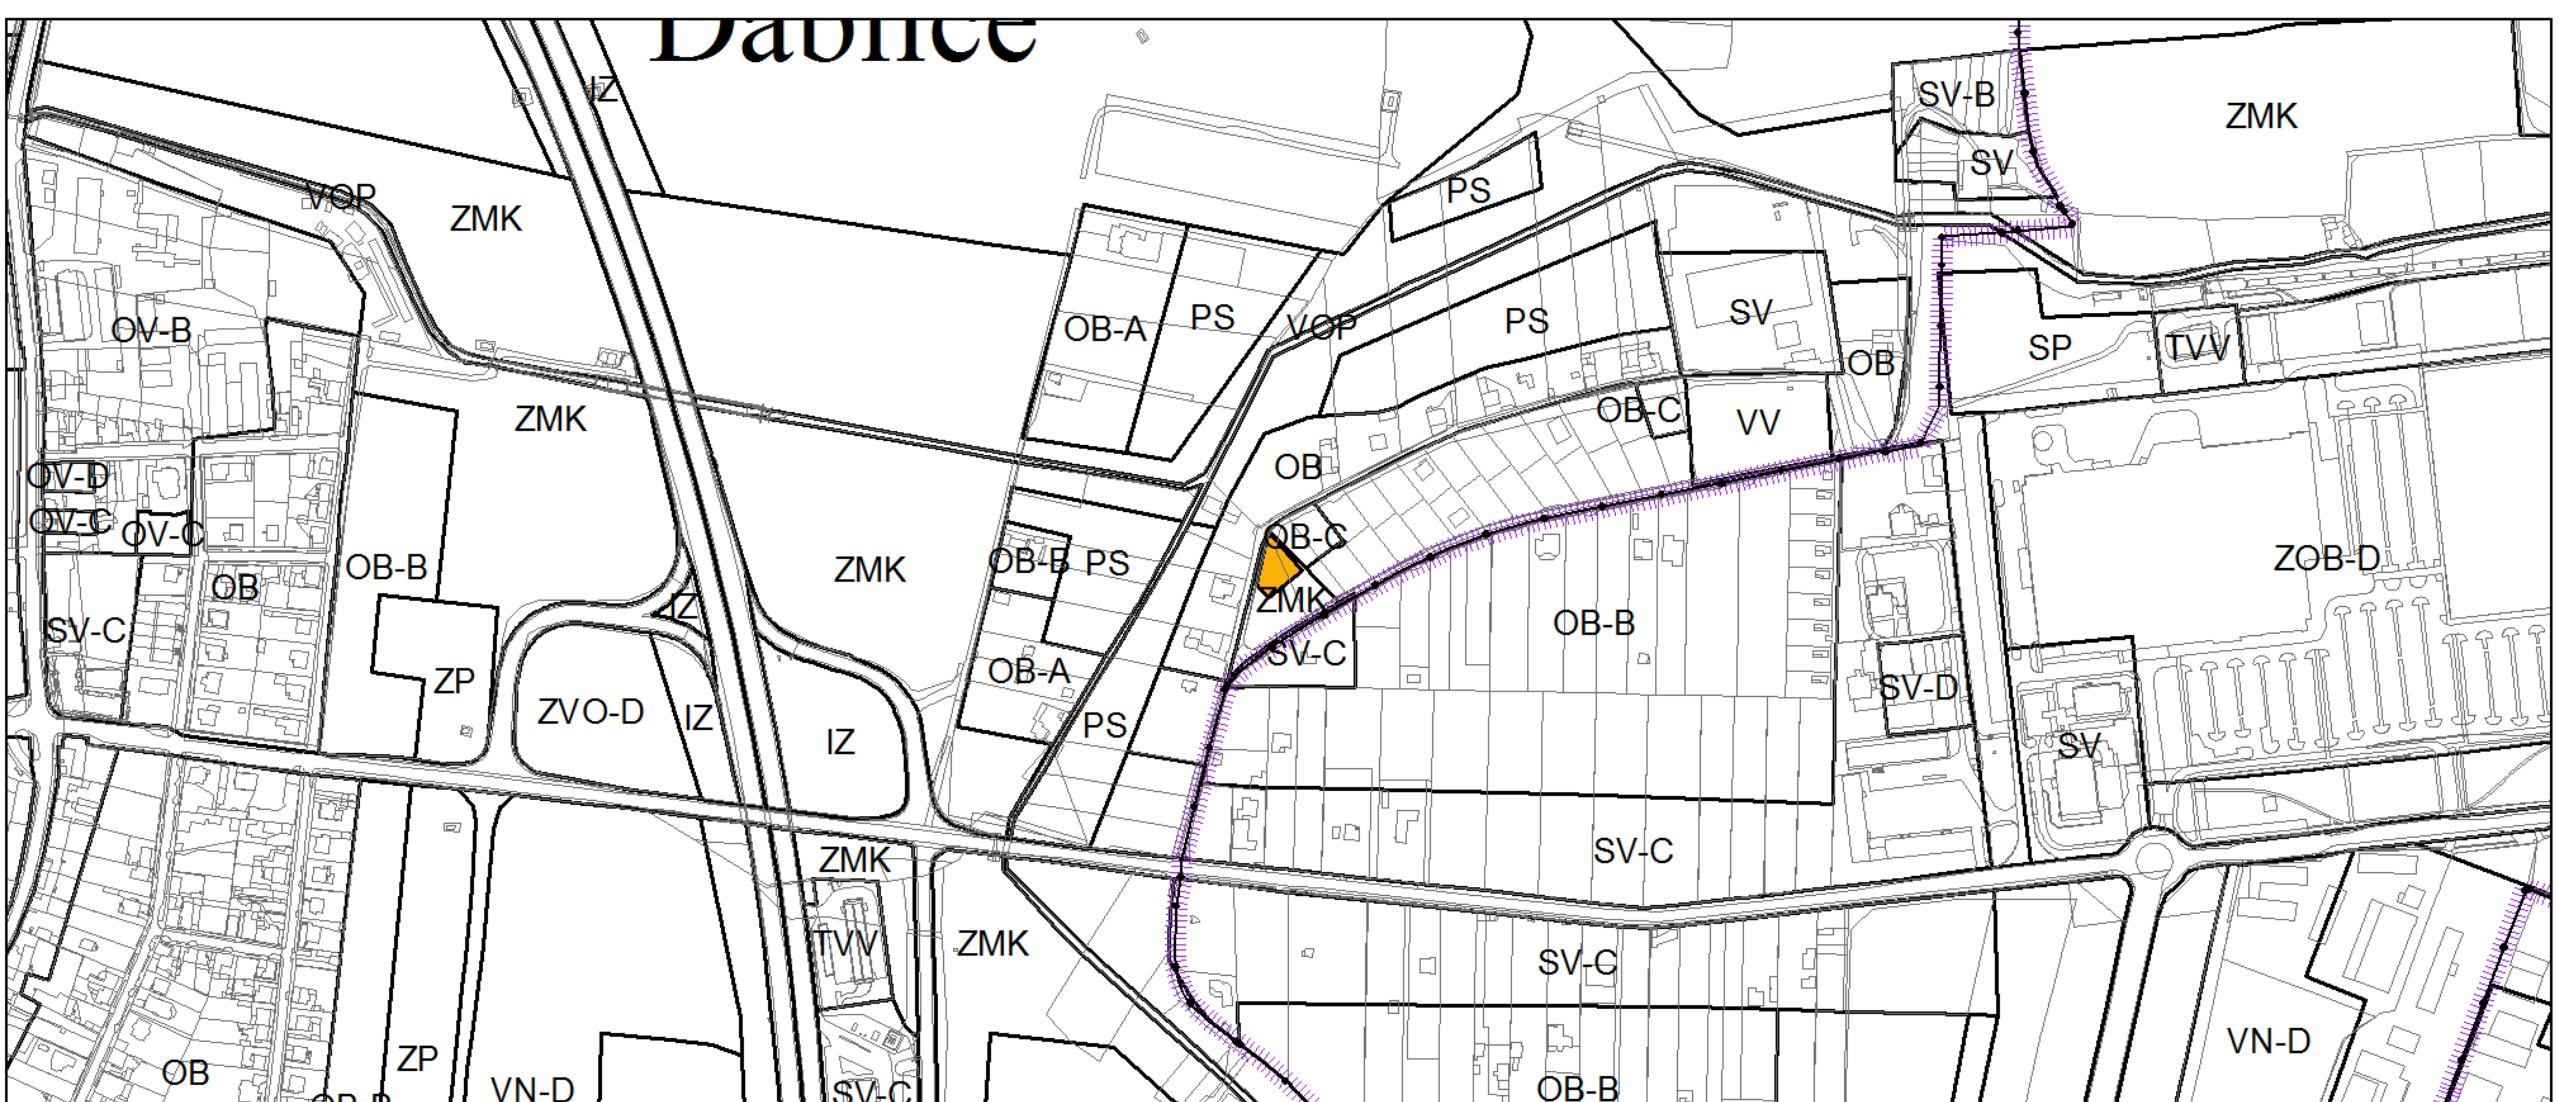 Ďáblice
IZ
SV-B
ZMK
SV
PS
VOP
ZMK
OB-A
PS
VOP
PS
SV
OV-B
SP
TVV
OB
ZMK
OB-C
VV
OB
OV-D
OV-C
OV-C
OB-C
ZMK
OB-B
PS
OB-B
OB
ZOB-D
IZ
ZMK
OB-B
SV-C
SV-C
OB-A
ZP
SV-D
ZVO-D
IZ
PS
IZ
SV
ZMK
SV-C
TVV
ZMK
SV-C
VN-D
ZP
OB
VN-D
SV-C
OB-B
OB-B